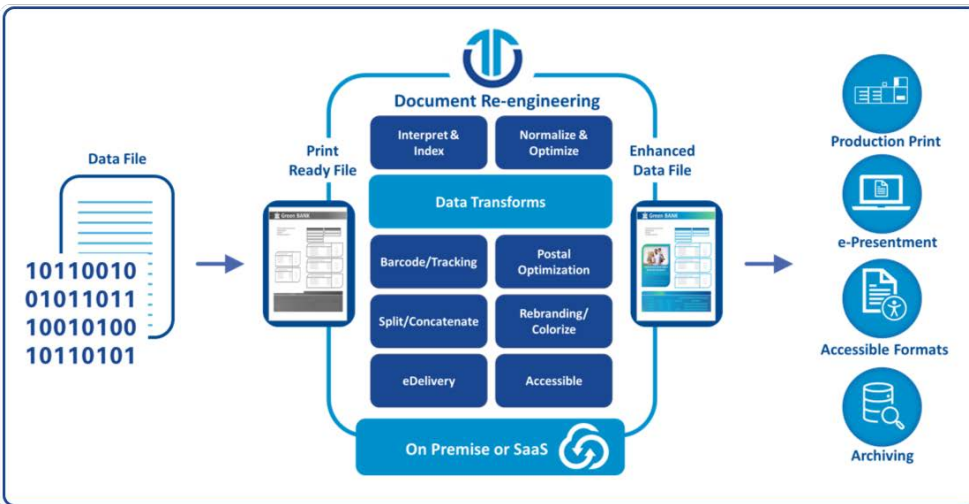 Data File
10110010
01011011
10010100
10110101
Print
Ready File
Green BANK
Document Re-engineering
Interpret &
Index
Normalize &
Optimize
Data Transforms
Barcode/Tracking
Postal
Optimization
Split/Concatenate
Rebranding/
Colorize
eDelivery
Accessible
On Premise or SaaS
Enhanced
Data File
Green BANK
Production Print
e-Presentment
Accessible Formats
Archiving